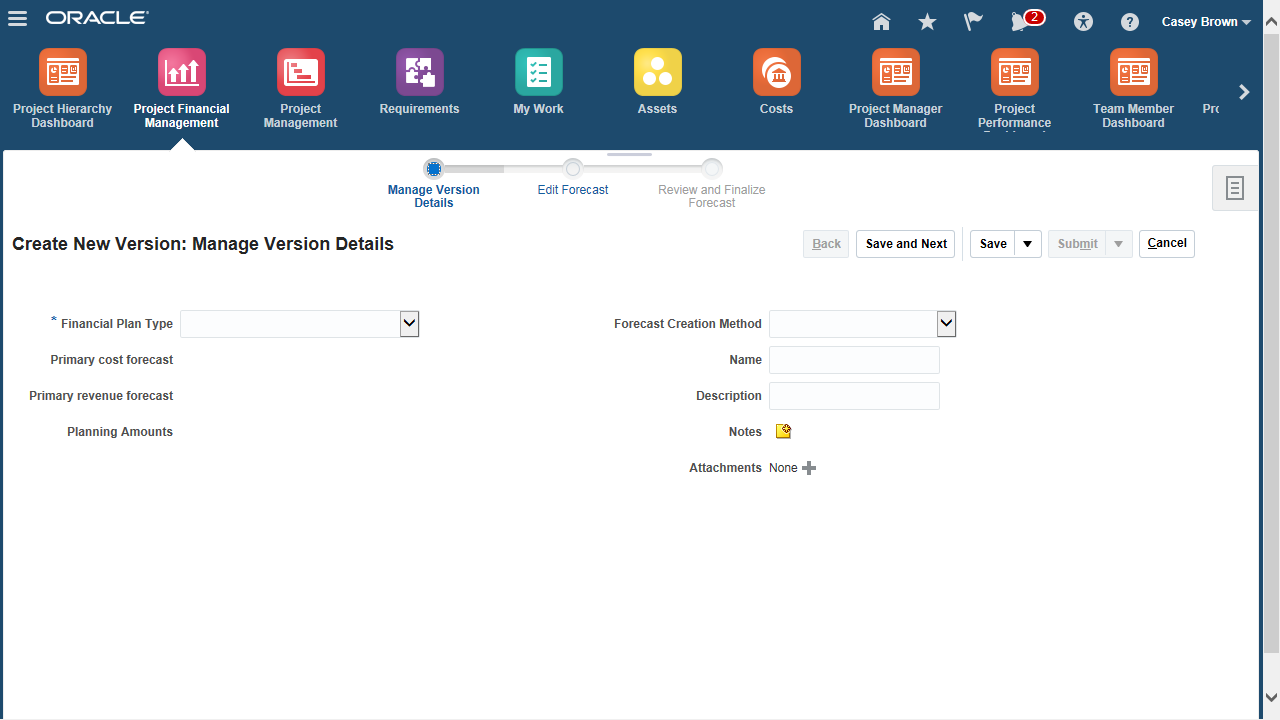 ORACLE
2
Casey Brown
Project Hierarchy
Dashboard
Project Financial
Management
Project
Management
Requirements
My Work
Assets
Costs
Project Manager
Dashboard
Project
Performance
Team Member
Dashboard
Manage Version
Details
Edit Forecast
Review and Finalize
Forecast
Create New Version: Manage Version Details
Back
Save and Next
Save
Submit
Cancel
* Financial Plan Type
Primary cost forecast
Primary revenue forecast
Planning Amounts
Forecast Creation Method
Name
Description
Notes
Attachments None